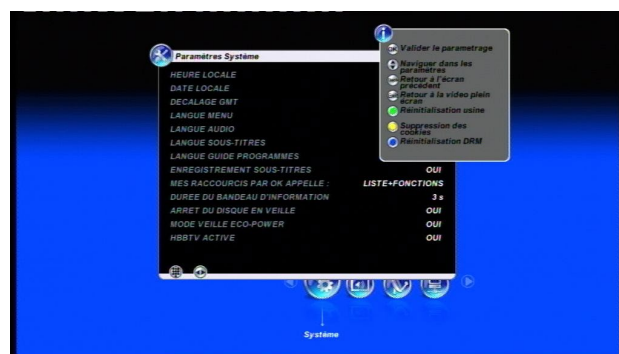 Paramètres Système
HEURE LOCALE
DATE LOCALE
DECALAGE GMT
LANGUE MENU
LANGUE AUDIO
LANGUE SOUS-TITRES
LANGUE GUIDE PROGRAMMES
ENREGISTREMENT SOUS-TITRES OUI
MES RACCOURCIS PAR OK APPELLE : LISTE+FONCTIONS
DUREE DU BANDEAU D'INFORMATION 3 s
ARRET DU DISQUE EN VEILLE OUI
MODE VEILLE ECO-POWER OUI
HBBTV ACTIVE OUI
Valider le parametrage
Naviguer dans les
paramètres
Retour à l'écran
précédent
Retour à la video plein
écran
Réinitialisation usine
Suppression des
cookies
Réinitialisation DRM
Système